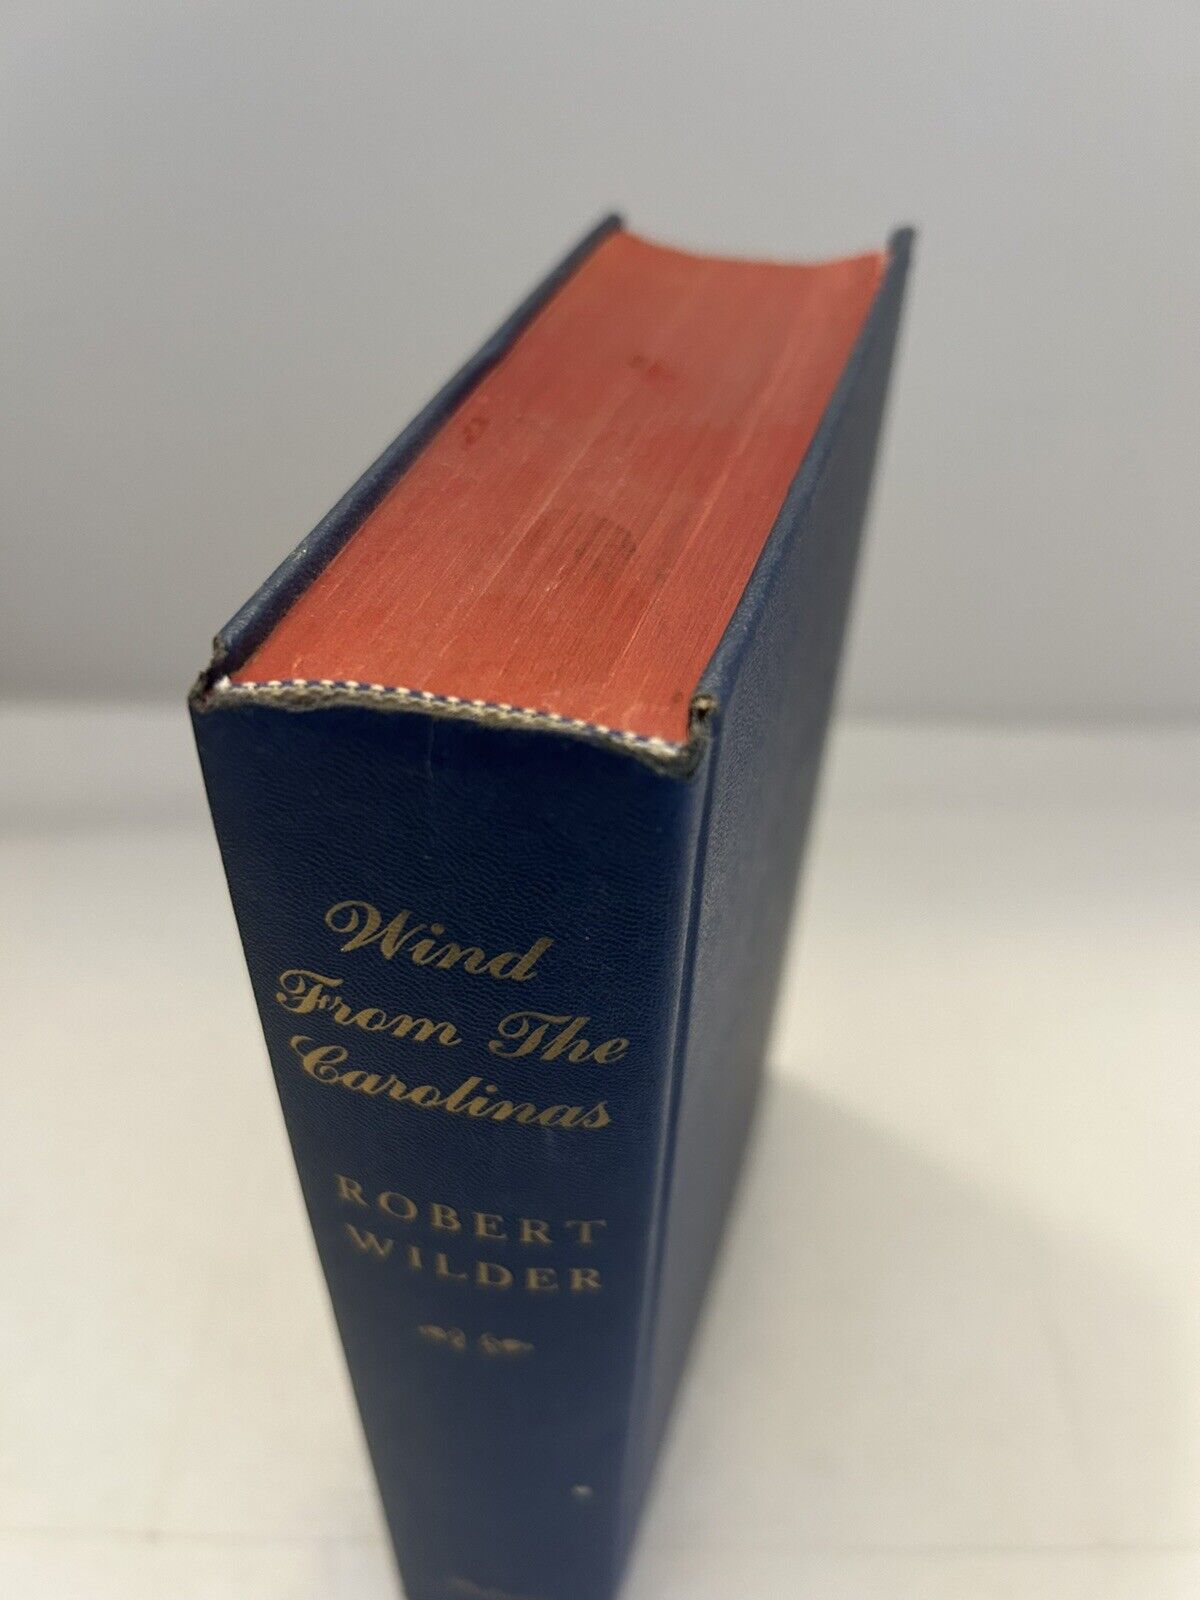 Wind
From The
Carolinas
ROBERT
WILDER